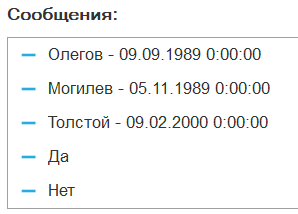 Сообщения:
Олегов - 09.09.1989 0:00:00
Могилев - 05.11.1989 0:00:00
Толстой - 09.02.2000 0:00:00
Да
Нет